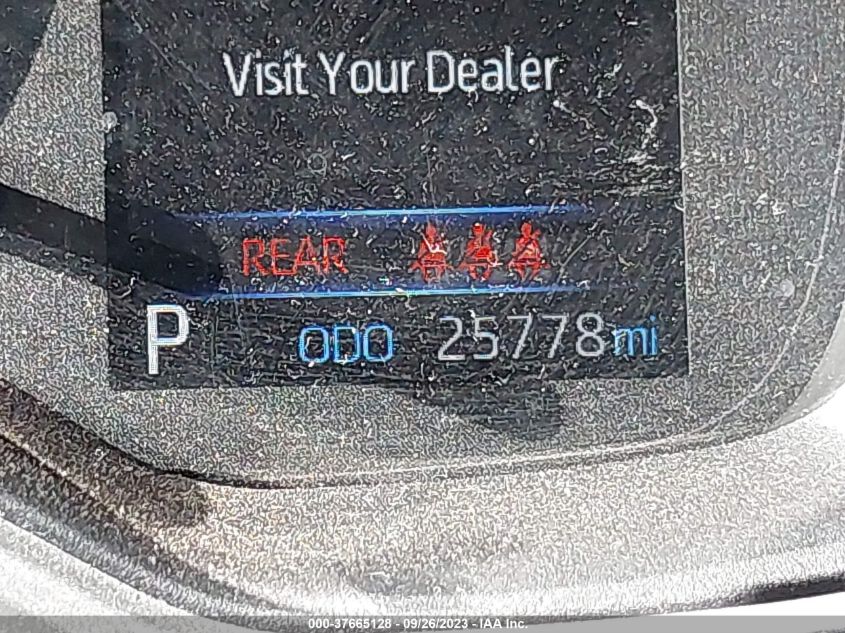 Visit Your Dealer
REAR
P ODO 25778mi
000-37665128 - 09/26/2023 - IAA Inc.